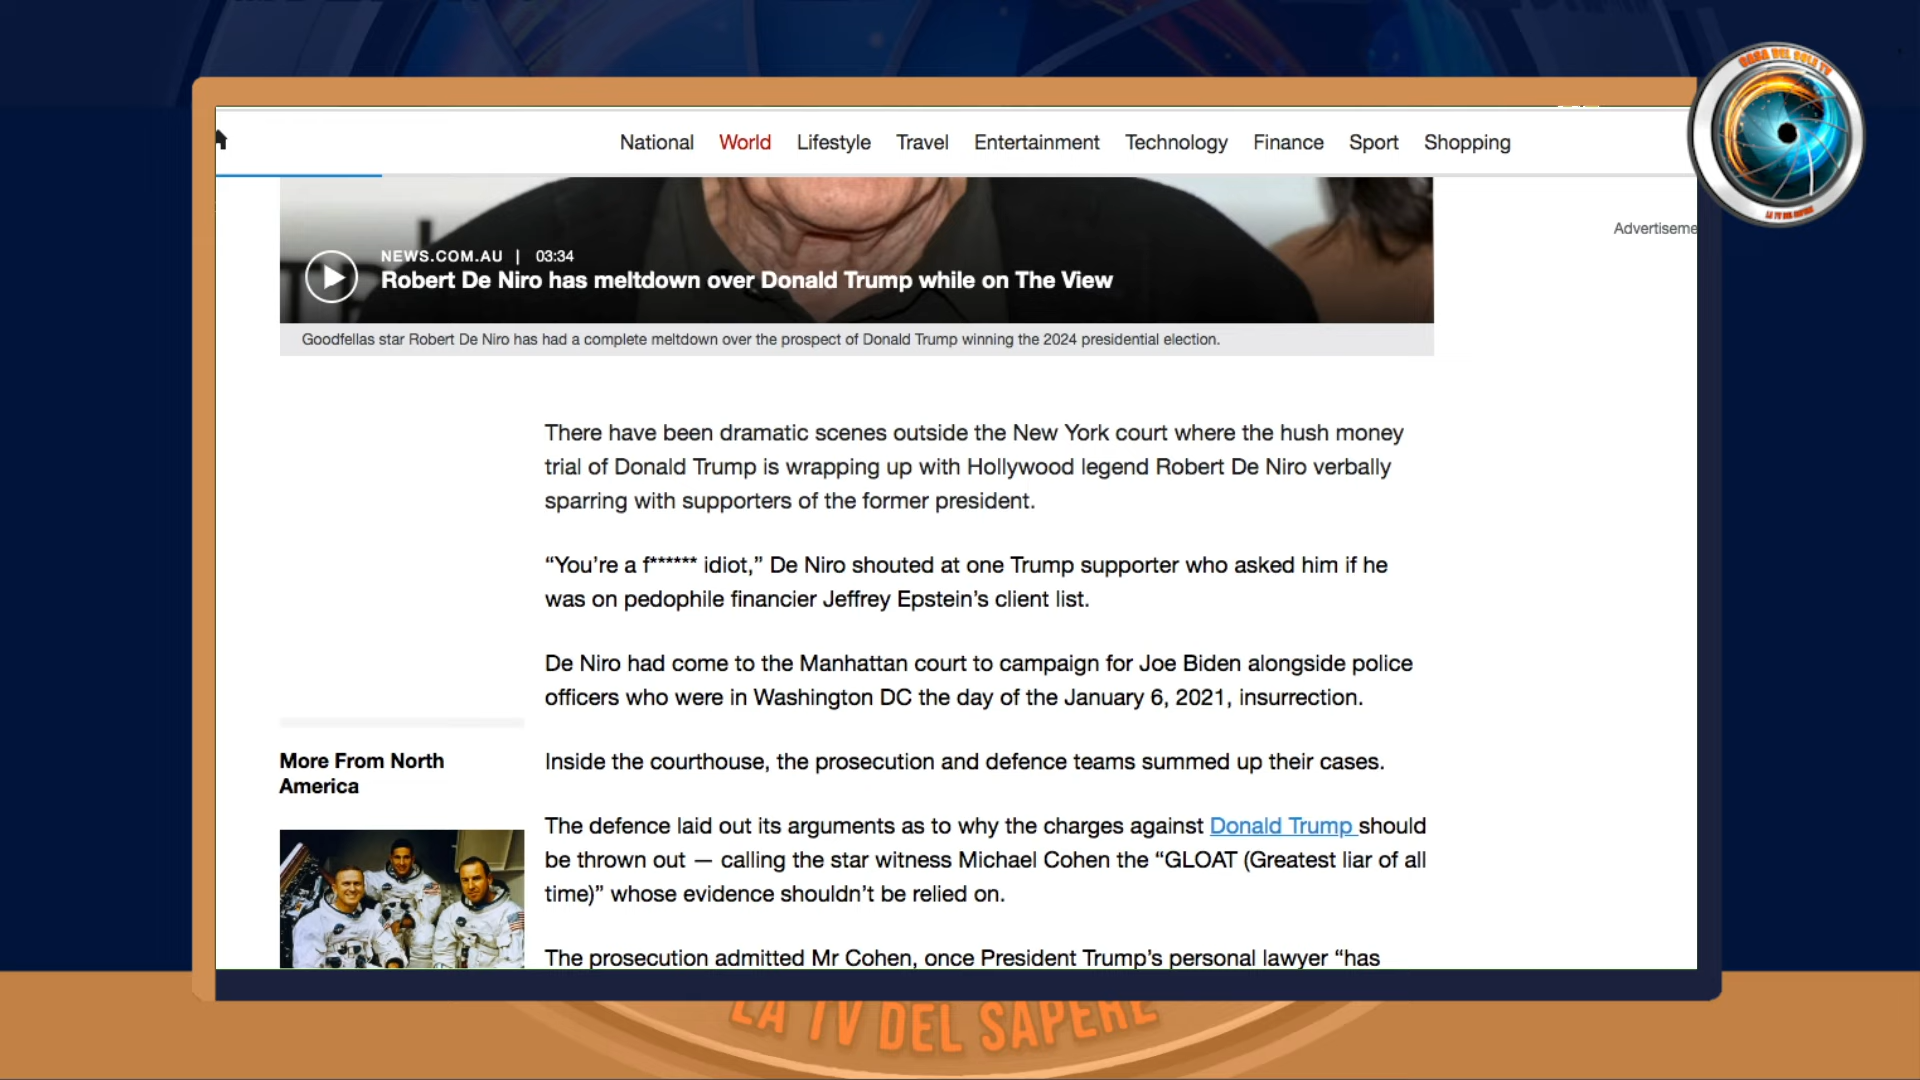 CASA DEL SOLE TV
LA TV DEL SAPERE
National World Lifestyle Travel Entertainment Technology Finance Sport Shopping
Advertiseme
NEWS.COM.AU | 03:34
Robert De Niro has meltdown over Donald Trump while on The View
Goodfellas star Robert De Niro has had a complete meltdown over the prospect of Donald Trump winning the 2024 presidential election.
There have been dramatic scenes outside the New York court where the hush money
trial of Donald Trump is wrapping up with Hollywood legend Robert De Niro verbally
sparring with supporters of the former president.
“You’re a f****** idiot,” De Niro shouted at one Trump supporter who asked him if he
was on pedophile financier Jeffrey Epstein’s client list.
De Niro had come to the Manhattan court to campaign for Joe Biden alongside police
officers who were in Washington DC the day of the January 6, 2021, insurrection.
Inside the courthouse, the prosecution and defence teams summed up their cases.
The defence laid out its arguments as to why the charges against Donald Trump should
be thrown out — calling the star witness Michael Cohen the “GLOAT (Greatest liar of all
time)” whose evidence shouldn’t be relied on.
The prosecution admitted Mr Cohen, once President Trump’s personal lawyer “has
More From North
America
LA TV DEL SAPERE